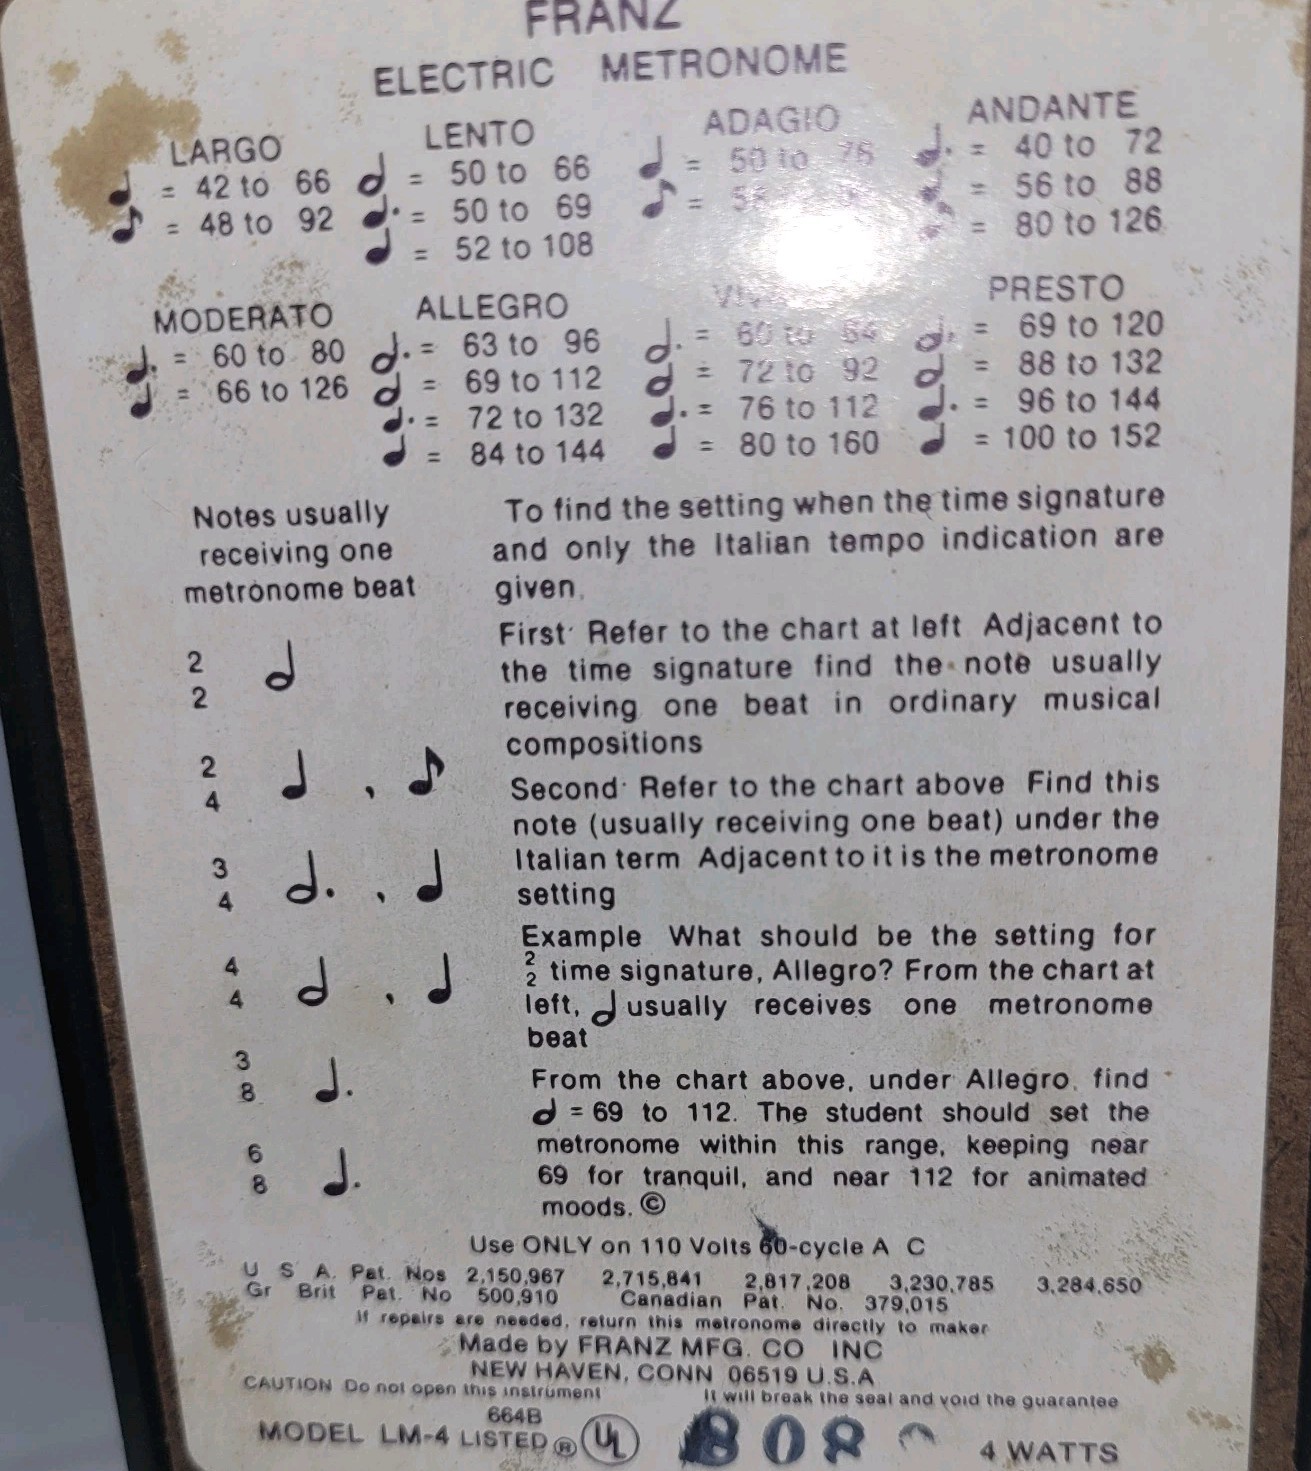 FRANZ
ELECTRIC METRONOME
LARGO
♩ = 42 to 66
♪ = 48 to 92
LENTO
𝅗𝅥 = 50 to 66
♩. = 50 to 69
♩ = 52 to 108
ADAGIO
♩ = 50 to 76
♪ =
ANDANTE
♩. = 40 to 72
= 56 to 88
= 80 to 126
MODERATO
♩. = 60 to 80
♩ = 66 to 126
ALLEGRO
𝅗𝅥. = 63 to 96
𝅗𝅥 = 69 to 112
♩. = 72 to 132
♩ = 84 to 144
𝅗𝅥. = 60 to 84
𝅗𝅥 = 72 to 92
♩. = 76 to 112
♩ = 80 to 160
PRESTO
𝅗𝅥. = 69 to 120
𝅗𝅥 = 88 to 132
♩. = 96 to 144
♩ = 100 to 152
Notes usually
receiving one
metronome beat
2
2 𝅗𝅥
2
4 ♩ , ♪
3
4 𝅗𝅥. , ♩
4
4 𝅗𝅥 , ♩
3
8 ♩.
6
8 ♩.
To find the setting when the time signature
and only the Italian tempo indication are
given.
First· Refer to the chart at left Adjacent to
the time signature find the note usually
receiving one beat in ordinary musical
compositions
Second· Refer to the chart above Find this
note (usually receiving one beat) under the
Italian term Adjacent to it is the metronome
setting
Example What should be the setting for
2/2 time signature, Allegro? From the chart at
left, 𝅗𝅥 usually receives one metronome
beat
From the chart above, under Allegro, find
𝅗𝅥 = 69 to 112. The student should set the
metronome within this range, keeping near
69 for tranquil, and near 112 for animated
moods. ©
Use ONLY on 110 Volts 60-cycle A C
U S A. Pat. Nos 2,150,967 2,715,841 2,817,208 3,230,785 3,284,650
Gr Brit Pat. No 500,910 Canadian Pat. No. 379,015
If repairs are needed, return this metronome directly to maker
Made by FRANZ MFG. CO INC
NEW HAVEN, CONN 06519 U.S.A
CAUTION Do not open this instrument It will break the seal and void the guarantee
MODEL LM-4 664B LISTED ® UL 808 4 WATTS